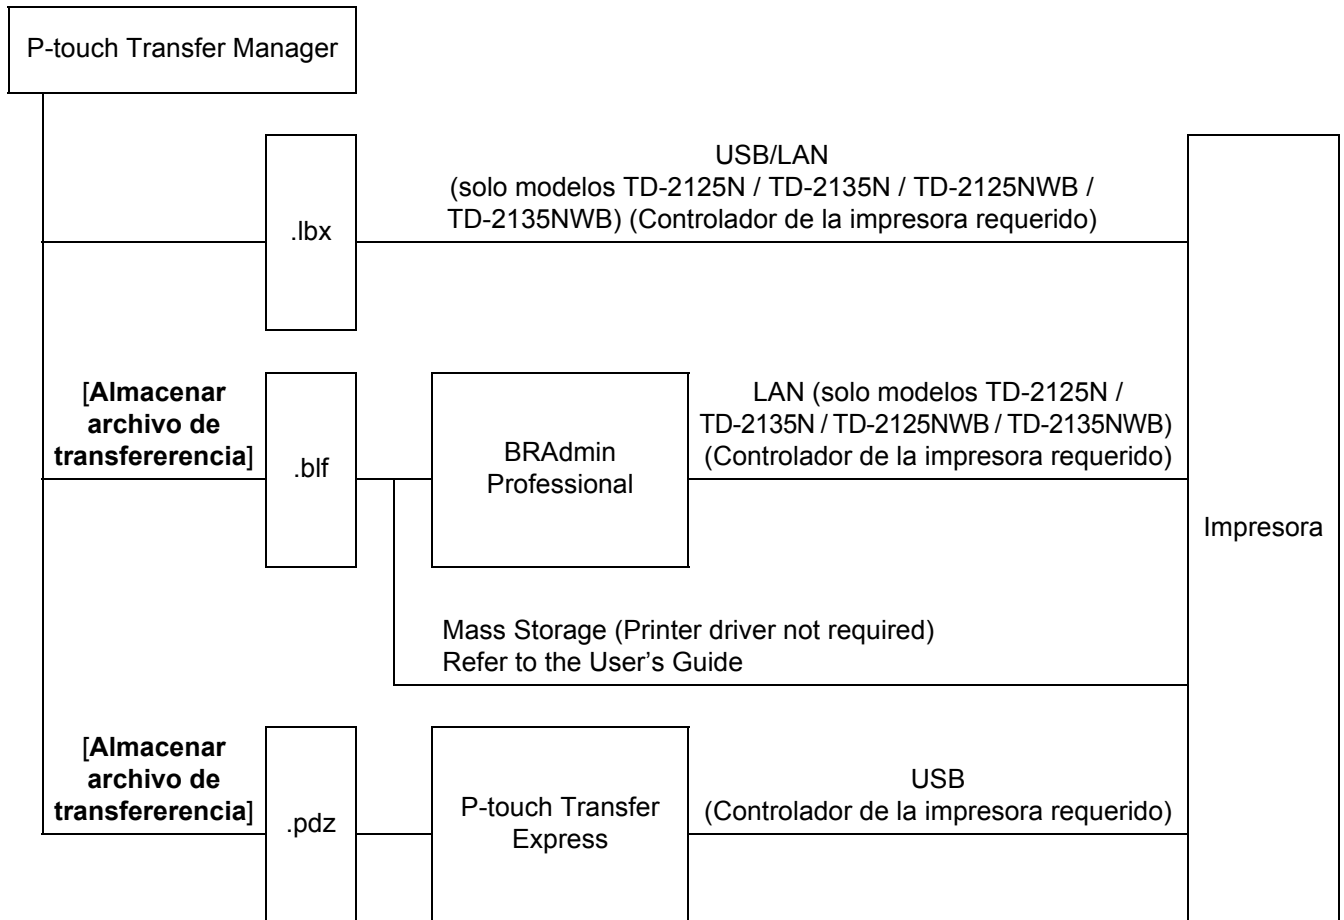 P-touch Transfer Manager
USB/LAN
(solo modelos TD-2125N / TD-2135N / TD-2125NWB /
TD-2135NWB) (Controlador de la impresora requerido)
.lbx
[Almacenar
archivo de
transfererencia]
.blf
BRAdmin
Professional
LAN (solo modelos TD-2125N /
TD-2135N / TD-2125NWB / TD-2135NWB)
(Controlador de la impresora requerido)
Impresora
Mass Storage (Printer driver not required)
Refer to the User's Guide
[Almacenar
archivo de
transfererencia]
.pdz
P-touch Transfer
Express
USB
(Controlador de la impresora requerido)